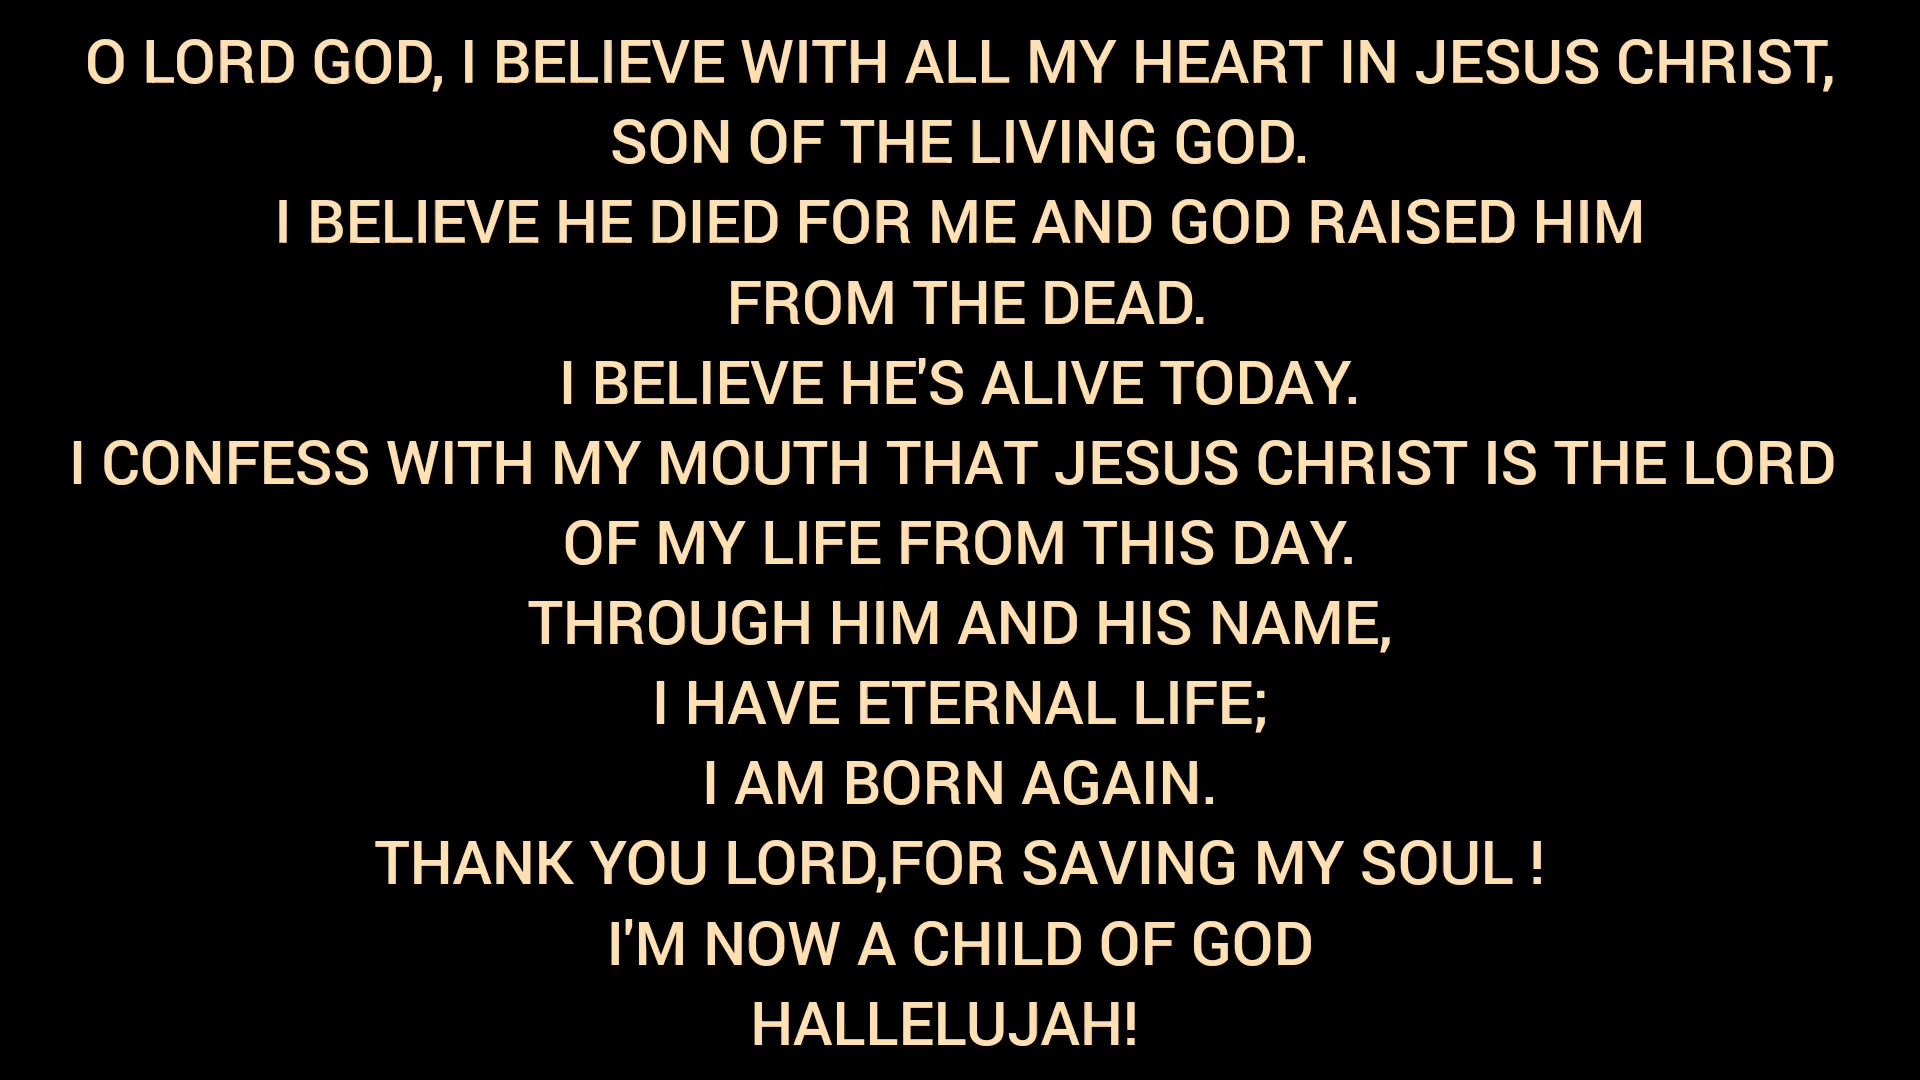 O LORD GOD, I BELIEVE WITH ALL MY HEART IN JESUS CHRIST,
SON OF THE LIVING GOD.
I BELIEVE HE DIED FOR ME AND GOD RAISED HIM
FROM THE DEAD.
I BELIEVE HE'S ALIVE TODAY.
I CONFESS WITH MY MOUTH THAT JESUS CHRIST IS THE LORD
OF MY LIFE FROM THIS DAY.
THROUGH HIM AND HIS NAME,
I HAVE ETERNAL LIFE;
I AM BORN AGAIN.
THANK YOU LORD,FOR SAVING MY SOUL !
I'M NOW A CHILD OF GOD
HALLELUJAH!